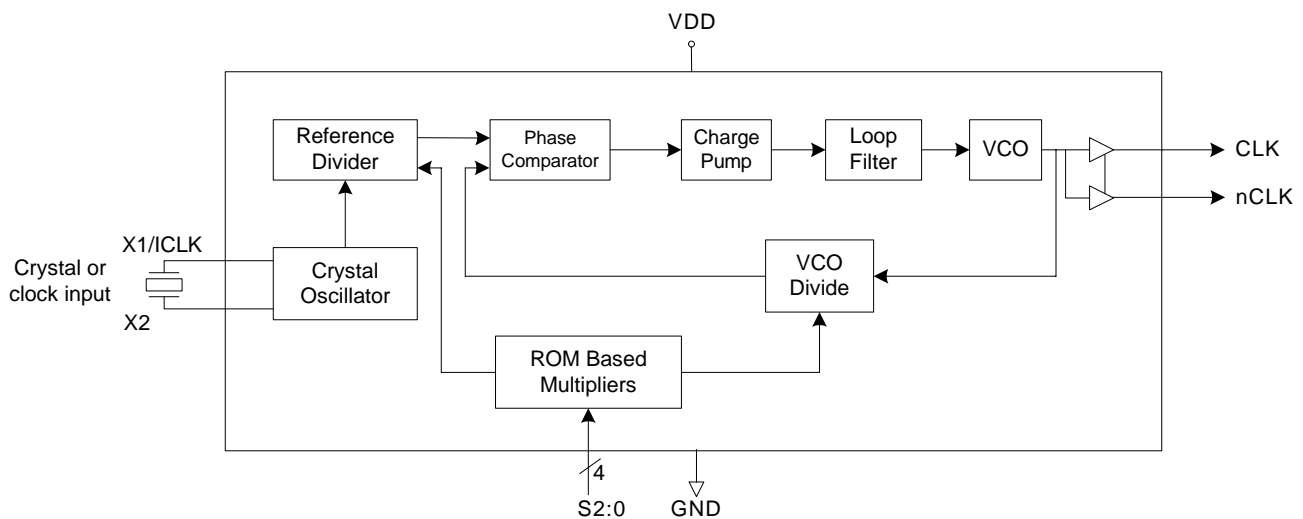 VDD
Reference
Divider
Phase
Comparator
Charge
Pump
Loop
Filter
VCO
CLK
nCLK
X1/ICLK
Crystal or
clock input
X2
Crystal
Oscillator
VCO
Divide
ROM Based
Multipliers
4
S2:0
GND